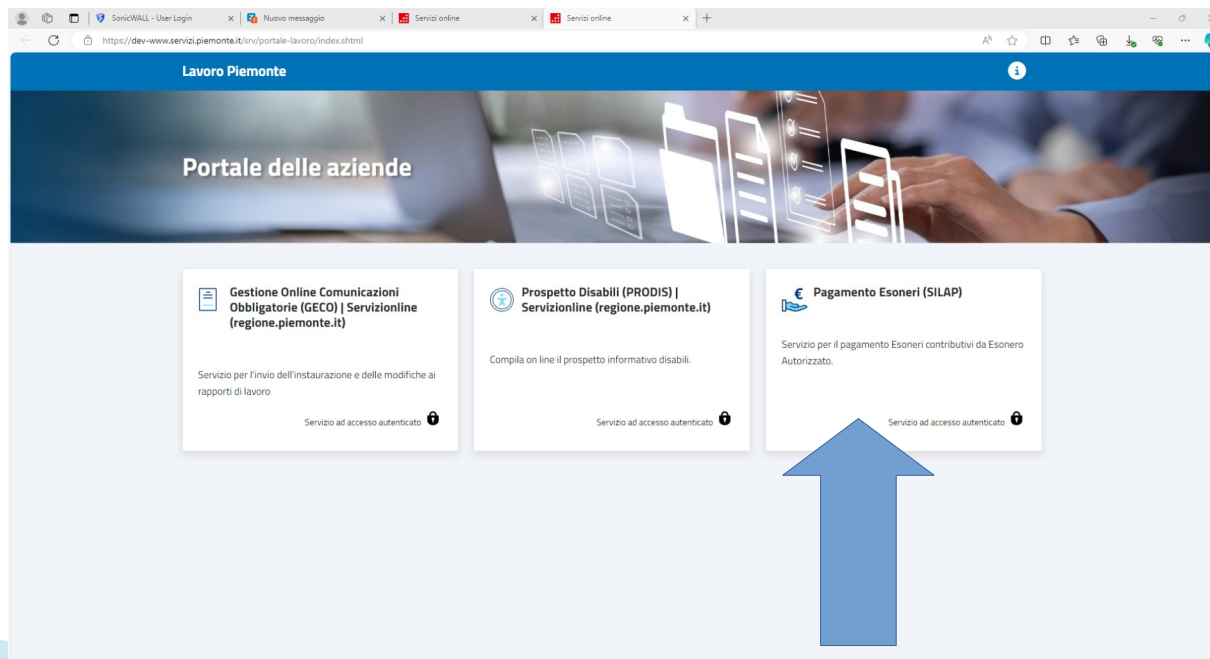 SonicWALL - User Login
Nuovo messaggio
Servizi online
Servizi online
https://dev-www.servizi.piemonte.it/srv/portale-lavoro/index.shtml
Lavoro Piemonte
Portale delle aziende
Gestione Online Comunicazioni
Obbligatorie (GECO) | Servizionline
(regione.piemonte.it)
Servizio per l'invio dell'instaurazione e delle modifiche ai
rapporti di lavoro
Servizio ad accesso autenticato
Prospetto Disabili (PRODIS) |
Servizionline (regione.piemonte.it)
Compila on line il prospetto informativo disabili.
Servizio ad accesso autenticato
Pagamento Esoneri (SILAP)
Servizio per il pagamento Esoneri contributivi da Esonero
Autorizzato.
Servizio ad accesso autenticato